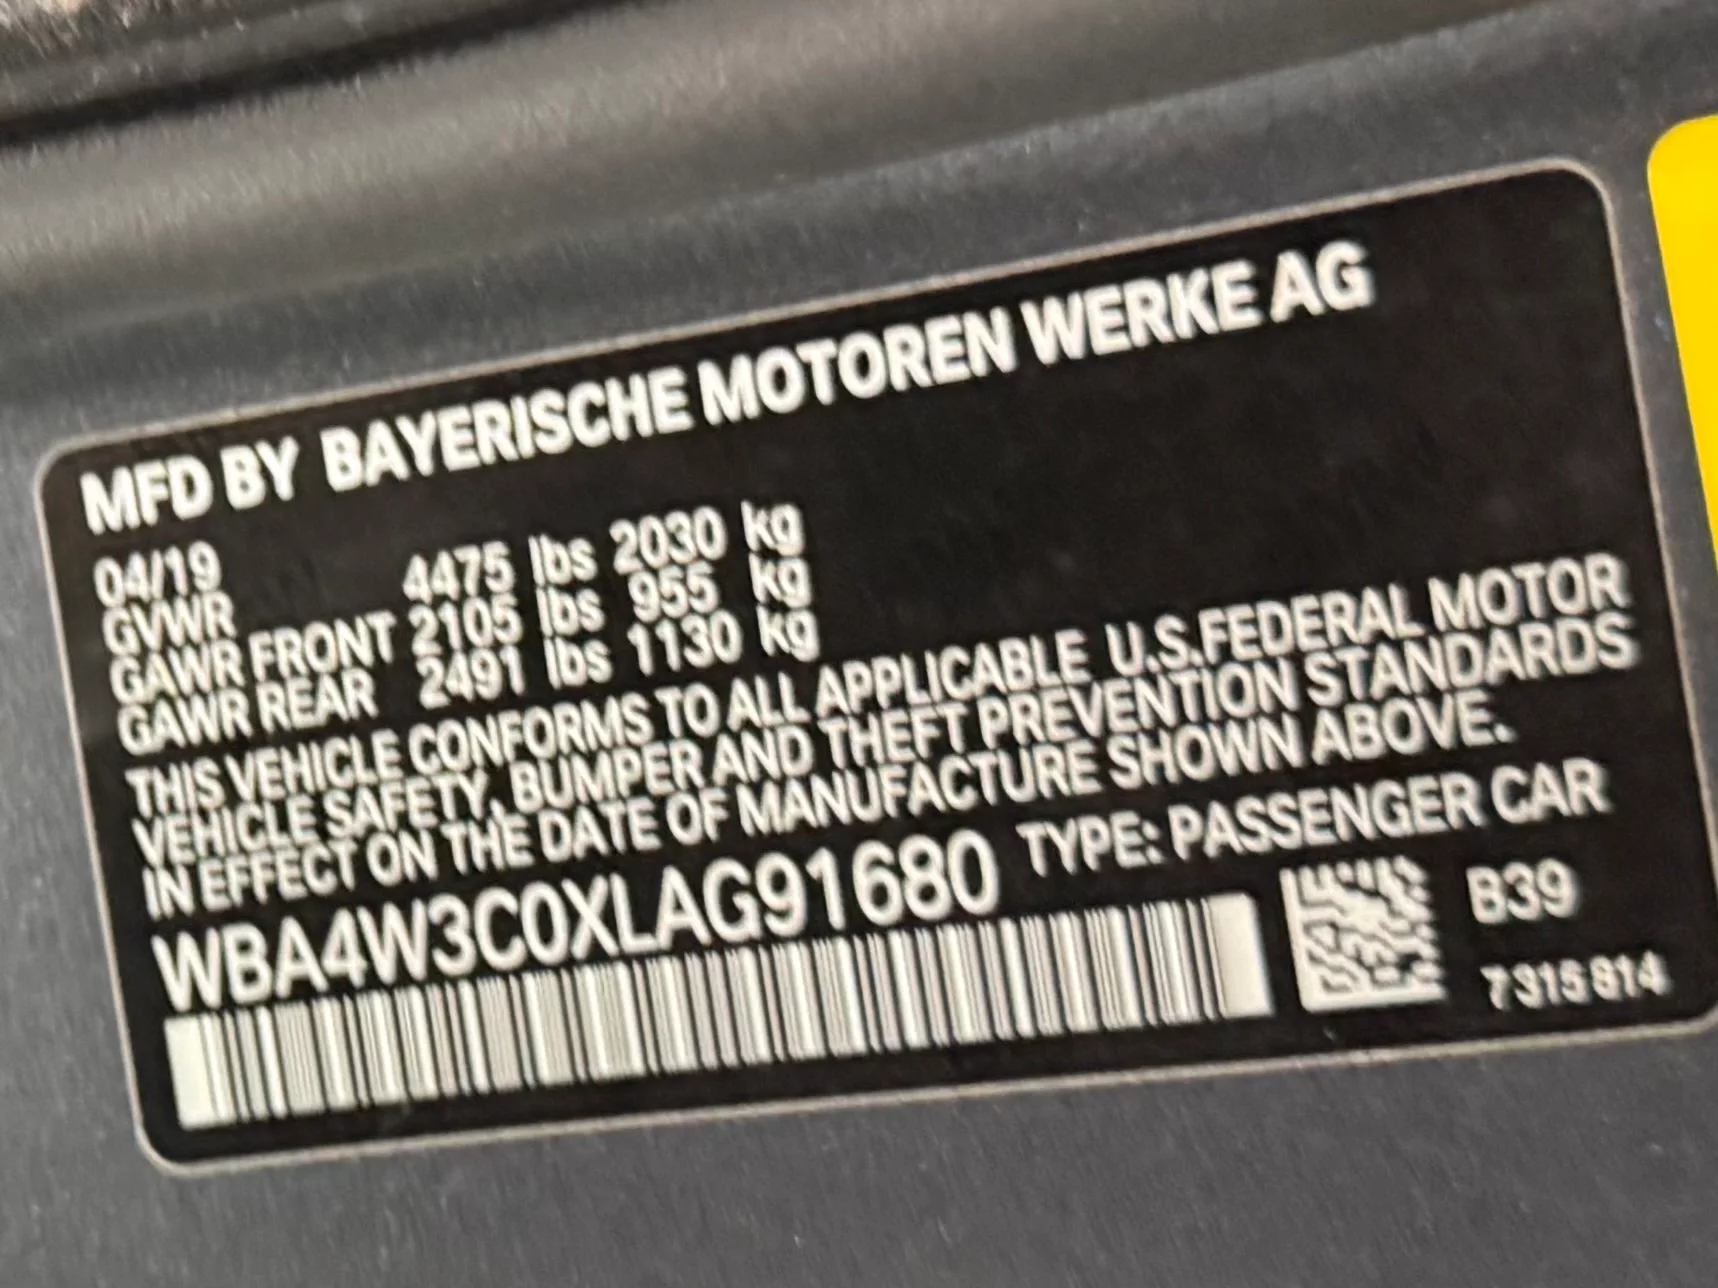 MFD BY BAYERISCHE MOTOREN WERKE AG
04/19
GVWR 4475 lbs 2030 kg
GAWR FRONT 2105 lbs 955 kg
GAWR REAR 2491 lbs 1130 kg
THIS VEHICLE CONFORMS TO ALL APPLICABLE U.S.FEDERAL MOTOR
VEHICLE SAFETY, BUMPER AND THEFT PREVENTION STANDARDS
IN EFFECT ON THE DATE OF MANUFACTURE SHOWN ABOVE.
WBA4W3C0XLAG91680 TYPE: PASSENGER CAR
B39
7315814